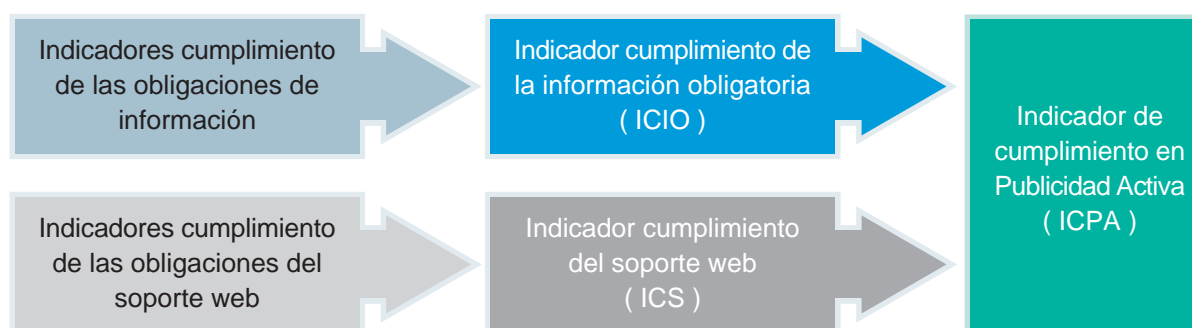 Indicadores cumplimiento
de las obligaciones de
información
Indicador cumplimiento de
la información obligatoria
( ICIO )
Indicadores cumplimiento
de las obligaciones del
soporte web
Indicador cumplimiento
del soporte web
( ICS )
Indicador de
cumplimiento en
Publicidad Activa
( ICPA )